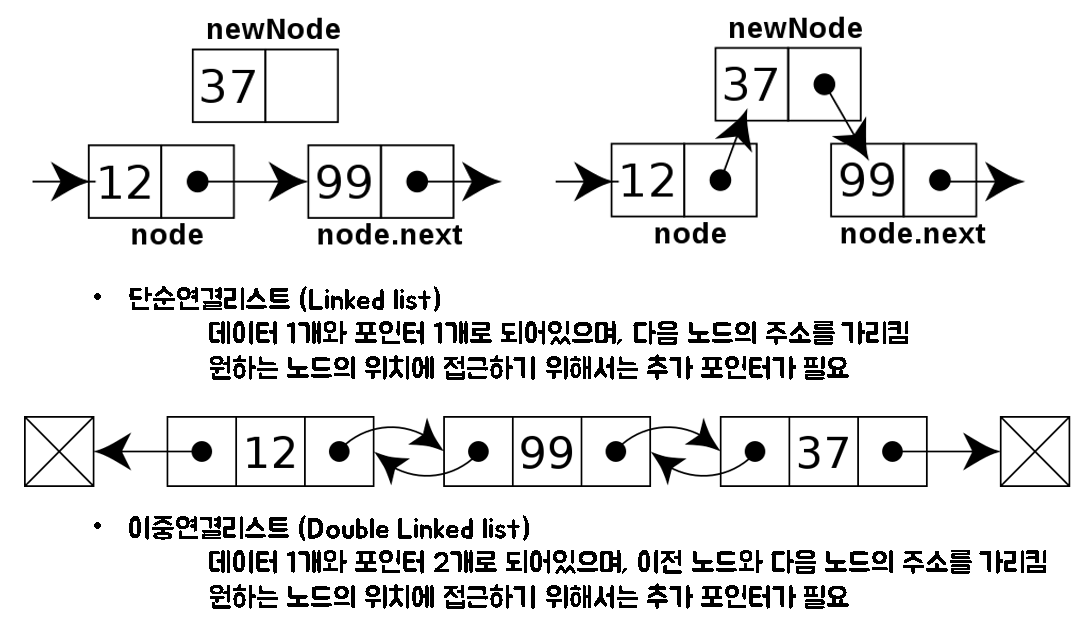 newNode newNode
37 37
12 99 12 99
node node.next node node.next
• 단순연결리스트 (Linked list)
데이터 1개와 포인터 1개로 되어있으며, 다음 노드의 주소를 가리킴
원하는 노드의 위치에 접근하기 위해서는 추가 포인터가 필요
12 99 37
• 이중연결리스트 (Double Linked list)
데이터 1개와 포인터 2개로 되어있으며, 이전 노드와 다음 노드의 주소를 가리킴
원하는 노드의 위치에 접근하기 위해서는 추가 포인터가 필요